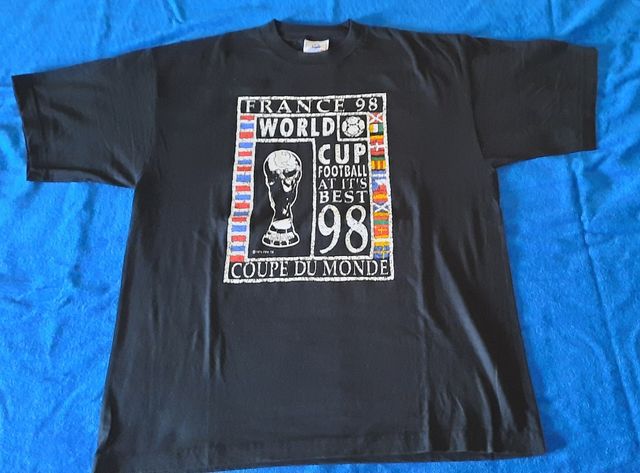 FRANCE 98
WORLD
CUP
FOOTBALL
AT IT'S
BEST
98
COUPE DU MONDE